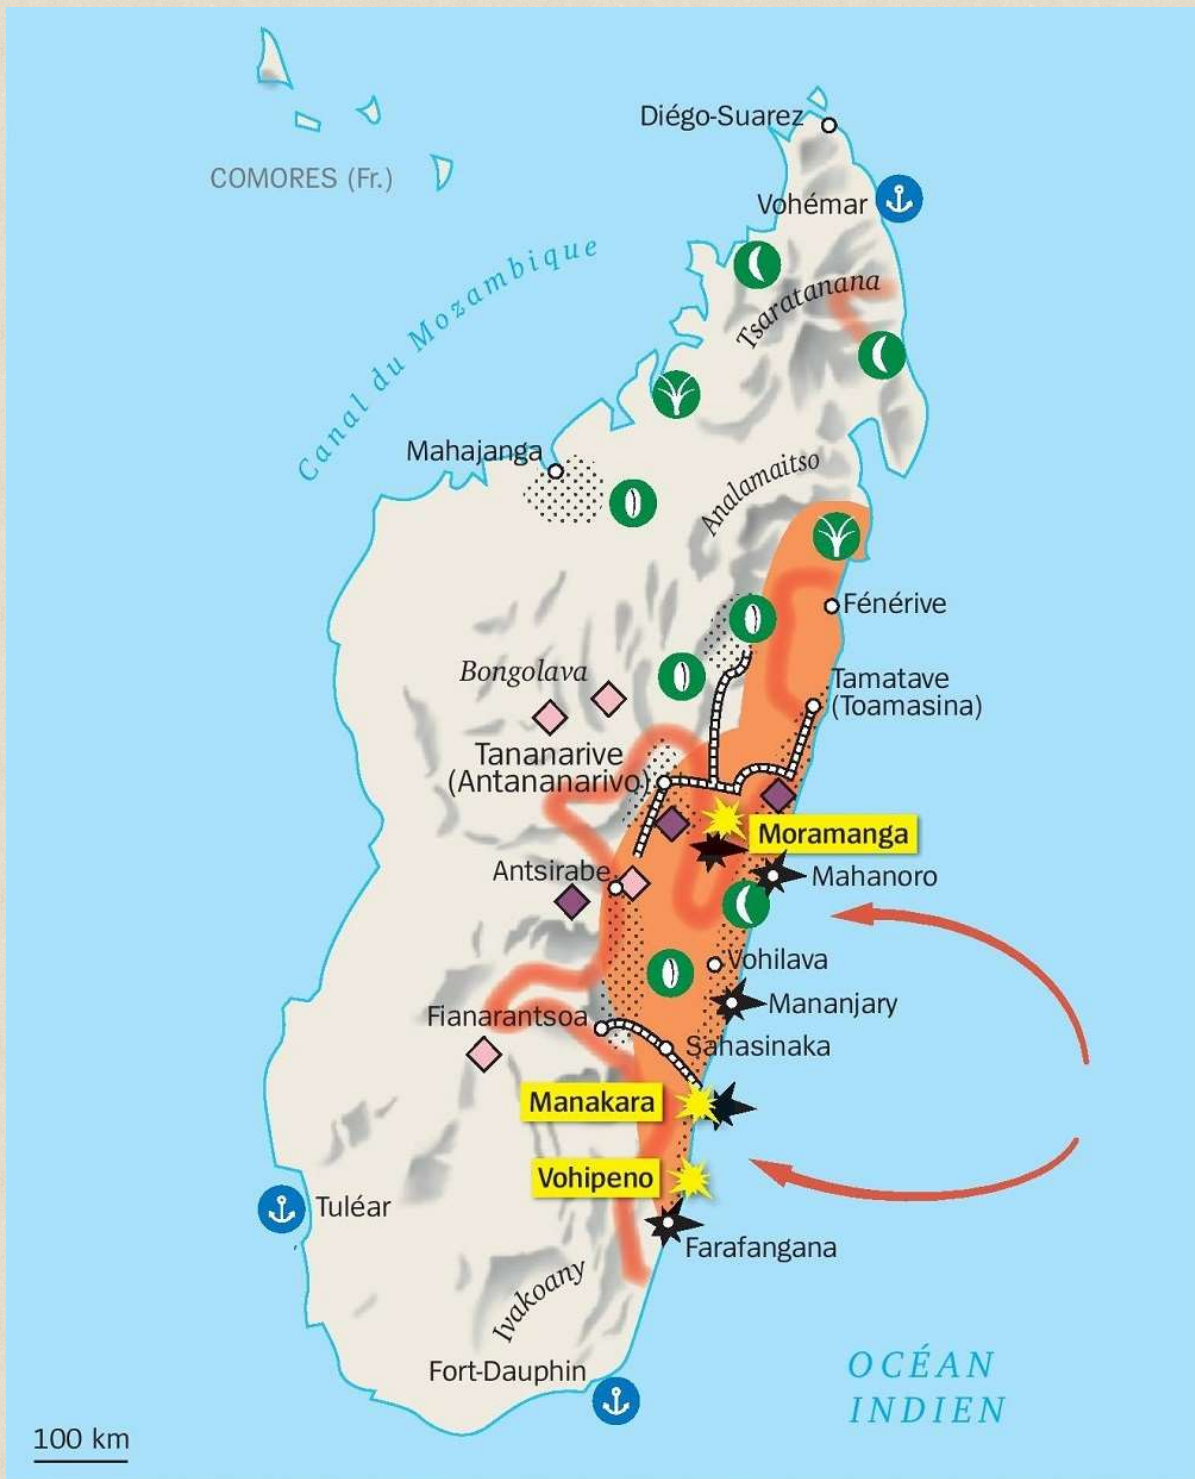 Diégo-Suarez
COMORES (Fr.)
Vohémar
Canal du Mozambique
Tsaratanana
Mahajanga
Analamaitso
Fénérive
Bongolava
Tamatave
(Toamasina)
Tananarive
(Antananarivo)
Moramanga
Antsirabe
Mahanoro
Vohilava
Mananjary
Fianarantsoa
Sahasinaka
Manakara
Vohipeno
Tuléar
Farafangana
Ivakoany
OCÉAN
INDIEN
Fort-Dauphin
100 km